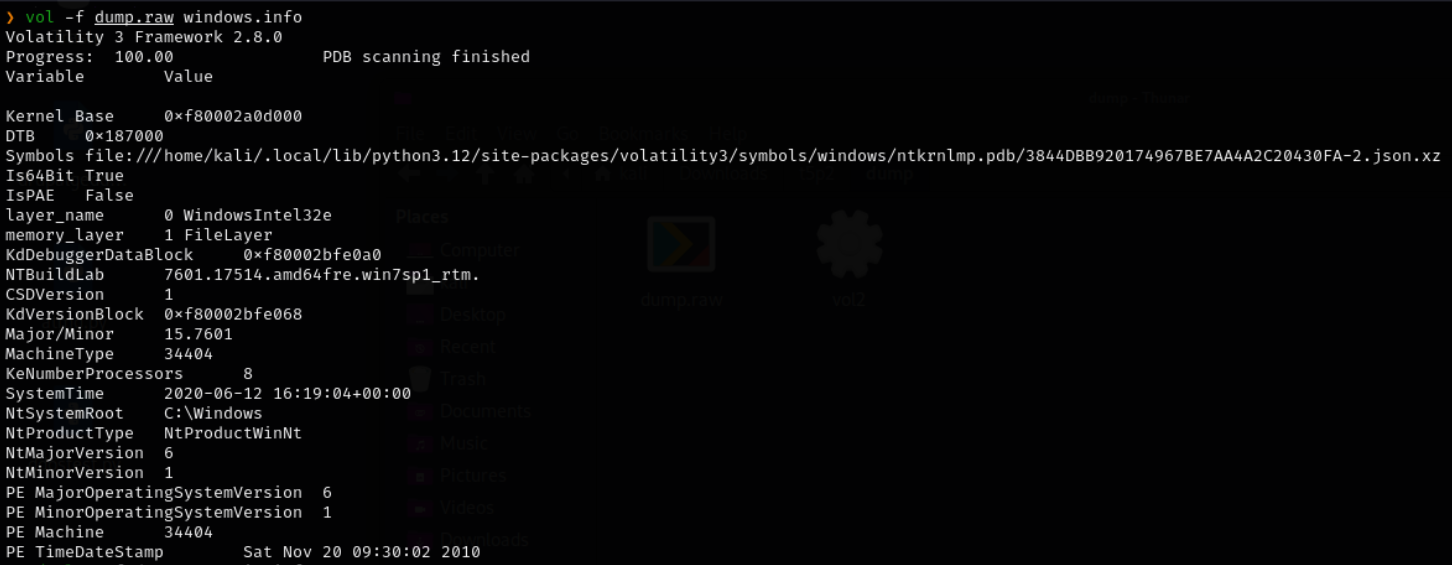 ❯ vol -f dump.raw windows.info
Volatility 3 Framework 2.8.0
Progress:  100.00               PDB scanning finished
Variable        Value
Kernel Base     0×f80002a0d000
DTB     0×187000
Symbols file:///home/kali/.local/lib/python3.12/site-packages/volatility3/symbols/windows/ntkrnlmp.pdb/3844DBB920174967BE7AA4A2C20430FA-2.json.xz
Is64Bit True
IsPAE   False
layer_name      0 WindowsIntel32e
memory_layer    1 FileLayer
KdDebuggerDataBlock     0×f80002bfe0a0
NTBuildLab      7601.17514.amd64fre.win7sp1_rtm.
CSDVersion      1
KdVersionBlock  0×f80002bfe068
Major/Minor     15.7601
MachineType     34404
KeNumberProcessors      8
SystemTime      2020-06-12 16:19:04+00:00
NtSystemRoot    C:\Windows
NtProductType   NtProductWinNt
NtMajorVersion  6
NtMinorVersion  1
PE MajorOperatingSystemVersion  6
PE MinorOperatingSystemVersion  1
PE Machine      34404
PE TimeDateStamp        Sat Nov 20 09:30:02 2010
dump - Thunar
File Edit View Go Bookmarks Help
Downloads
dump
Places
Computer
Desktop
Recent
Trash
Documents
Music
Pictures
Videos
Downloads
dump.raw
vol2